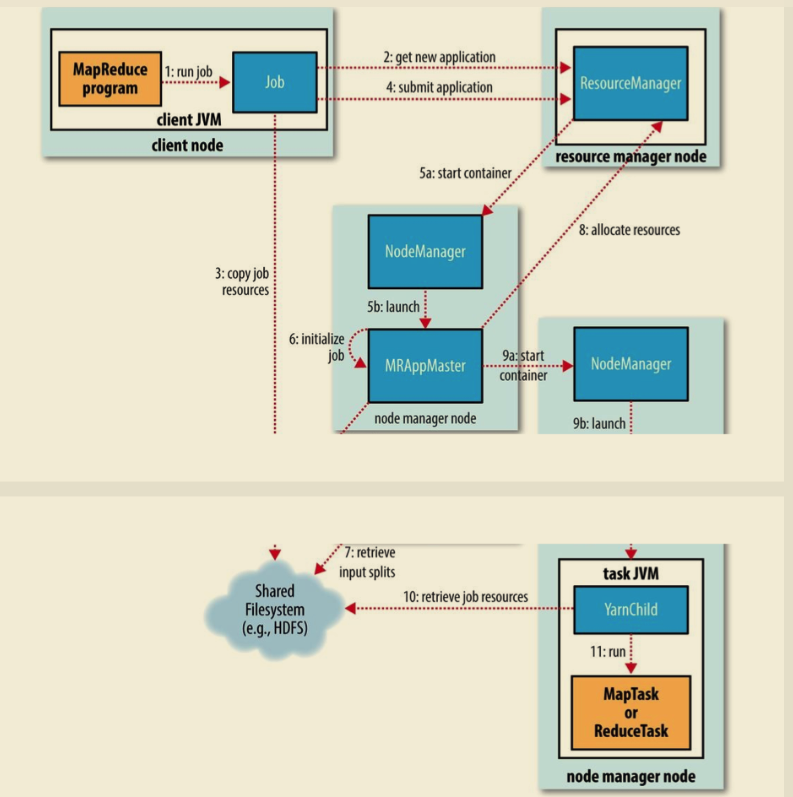 MapReduce
program
1: run job
Job
client JVM
client node
2: get new application
4: submit application
ResourceManager
resource manager node
5a: start container
8: allocate resources
3: copy job
resources
NodeManager
5b: launch
6: initialize
job
MRAppMaster
node manager node
9a: start
container
NodeManager
9b: launch
7: retrieve
input splits
Shared
Filesystem
(e.g., HDFS)
10: retrieve job resources
task JVM
YarnChild
11: run
MapTask
or
ReduceTask
node manager node